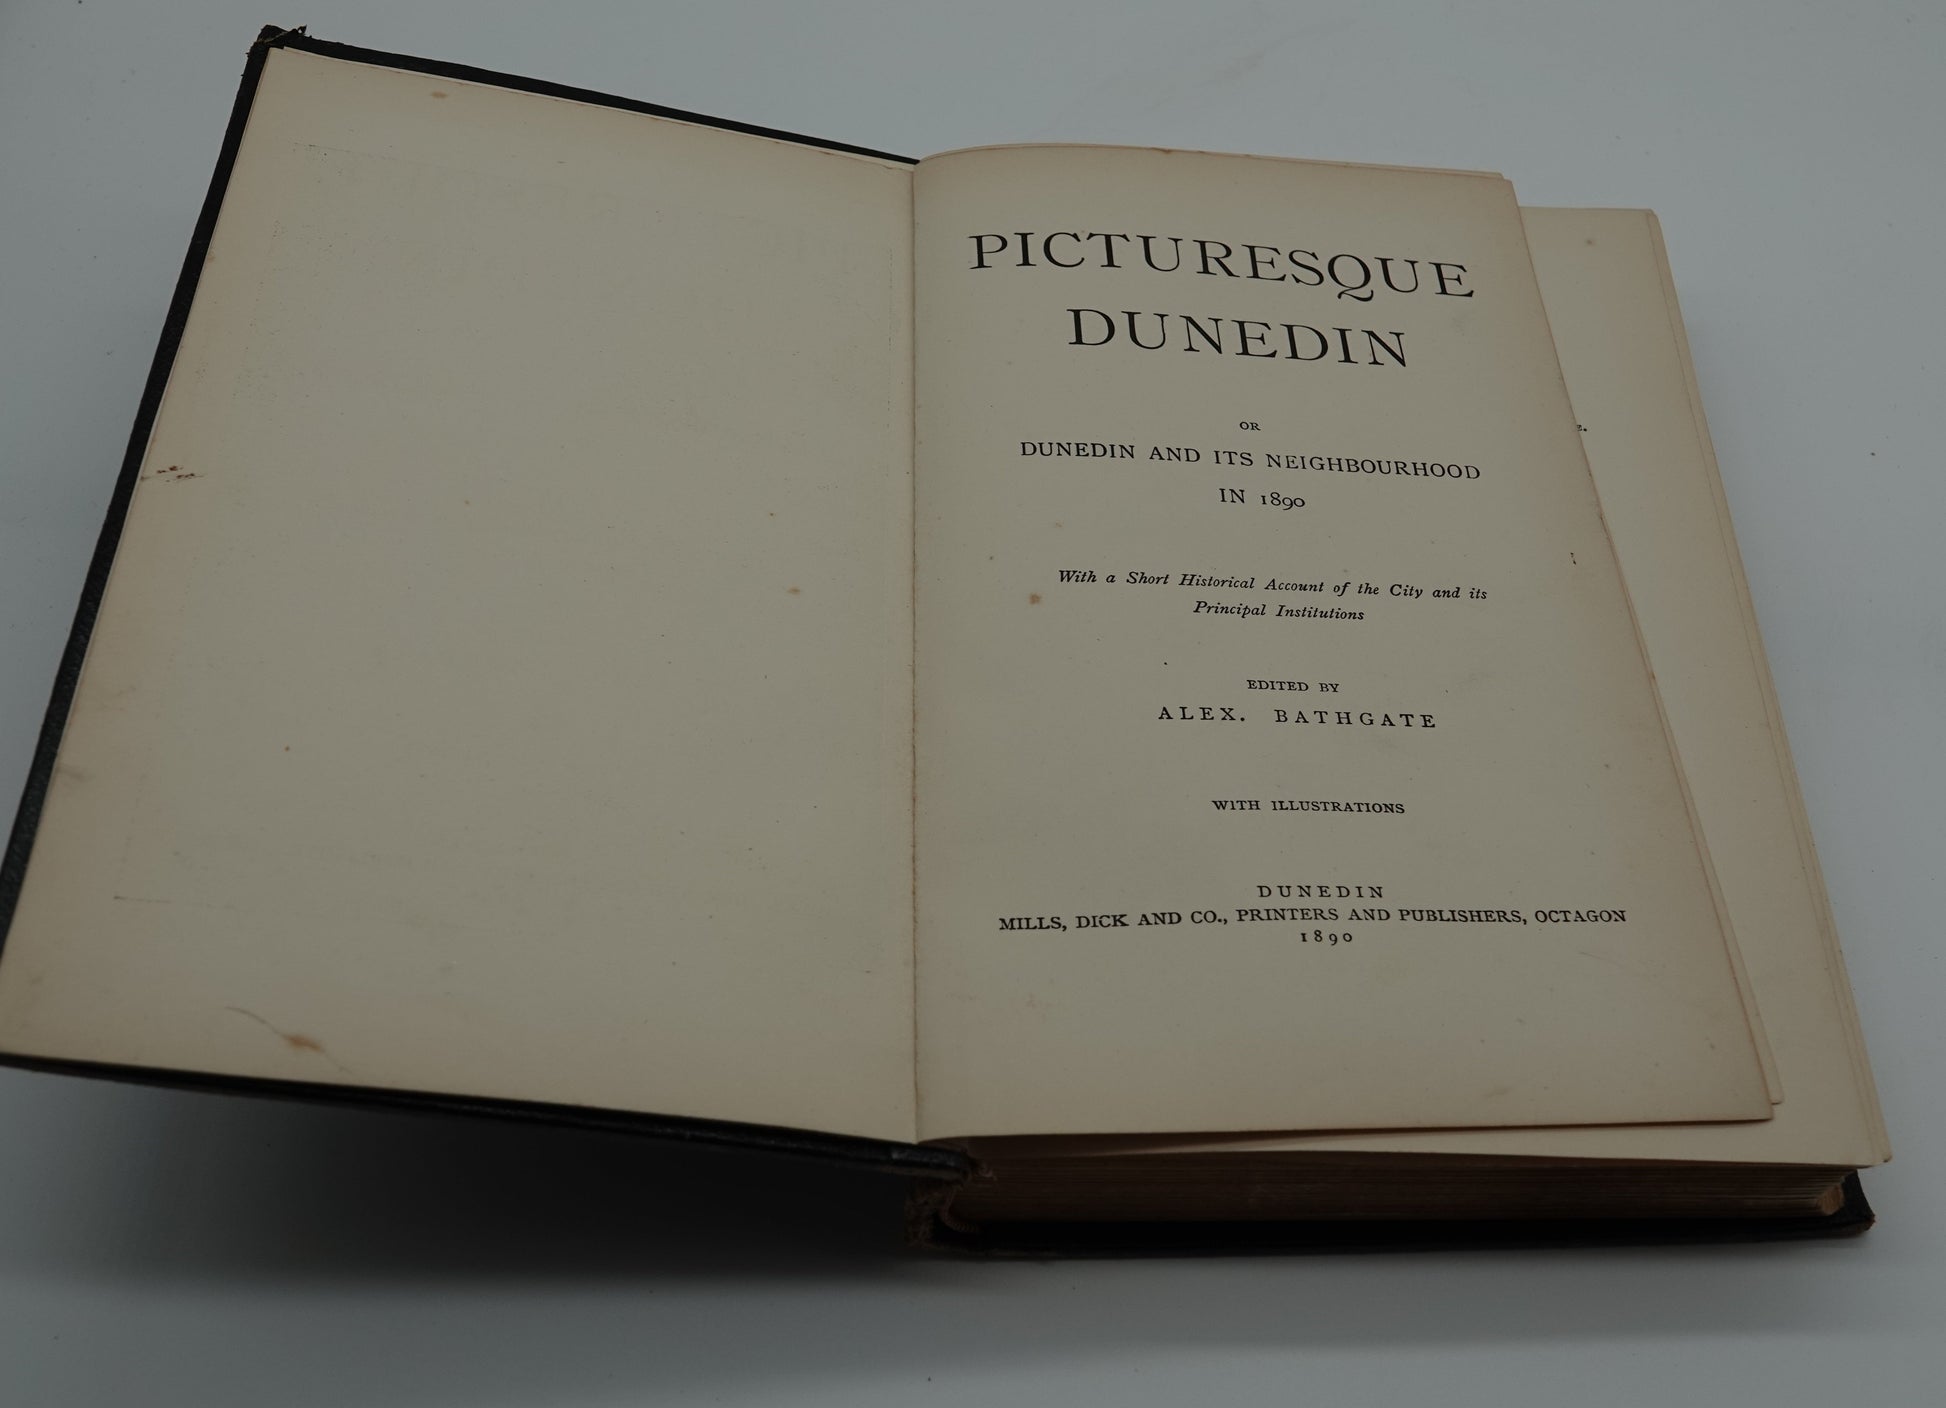 PICTURESQUE
DUNEDIN
OR
DUNEDIN AND ITS NEIGHBOURHOOD
IN 1890
With a Short Historical Account of the City and its
Principal Institutions
EDITED BY
ALEX. BATHGATE
WITH ILLUSTRATIONS
DUNEDIN
MILLS, DICK AND CO., PRINTERS AND PUBLISHERS, OCTAGON
1890